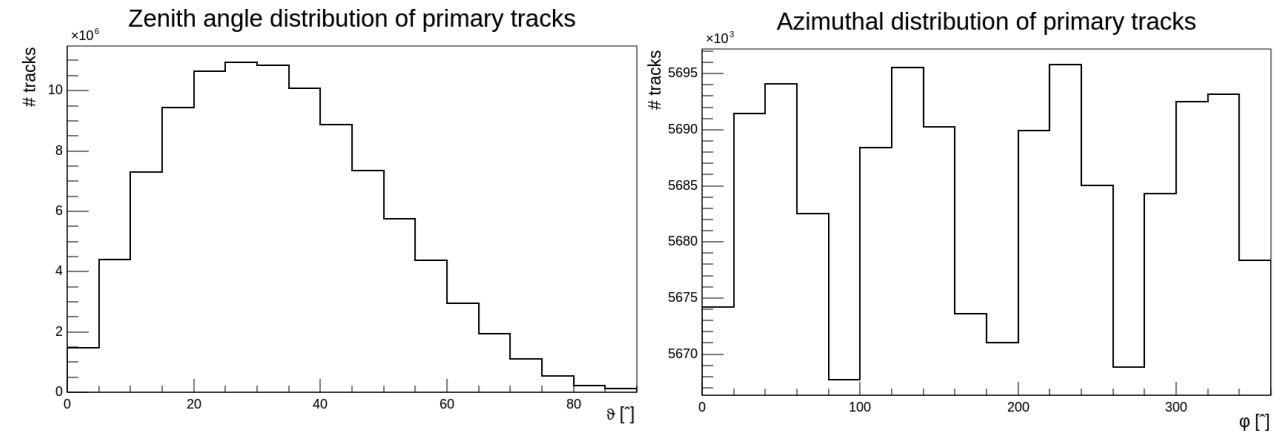 Zenith angle distribution of primary tracks
×10⁶
# tracks
10
8
6
4
2
0
0 20 40 60 80
ϑ [ˆ]
Azimuthal distribution of primary tracks
×10³
# tracks
5695
5690
5685
5680
5675
5670
0 100 200 300
φ [ˆ]